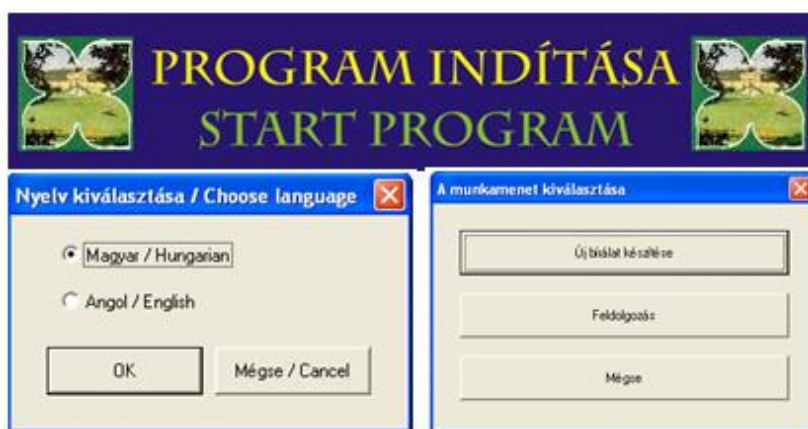 PROGRAM INDÍTÁSA
START PROGRAM
Nyelv kiválasztása / Choose language
Magyar / Hungarian
Angol / English
OK
Mégse / Cancel
A munkamenet kiválasztása
Új bírálat készítése
Feldolgozás
Mégse